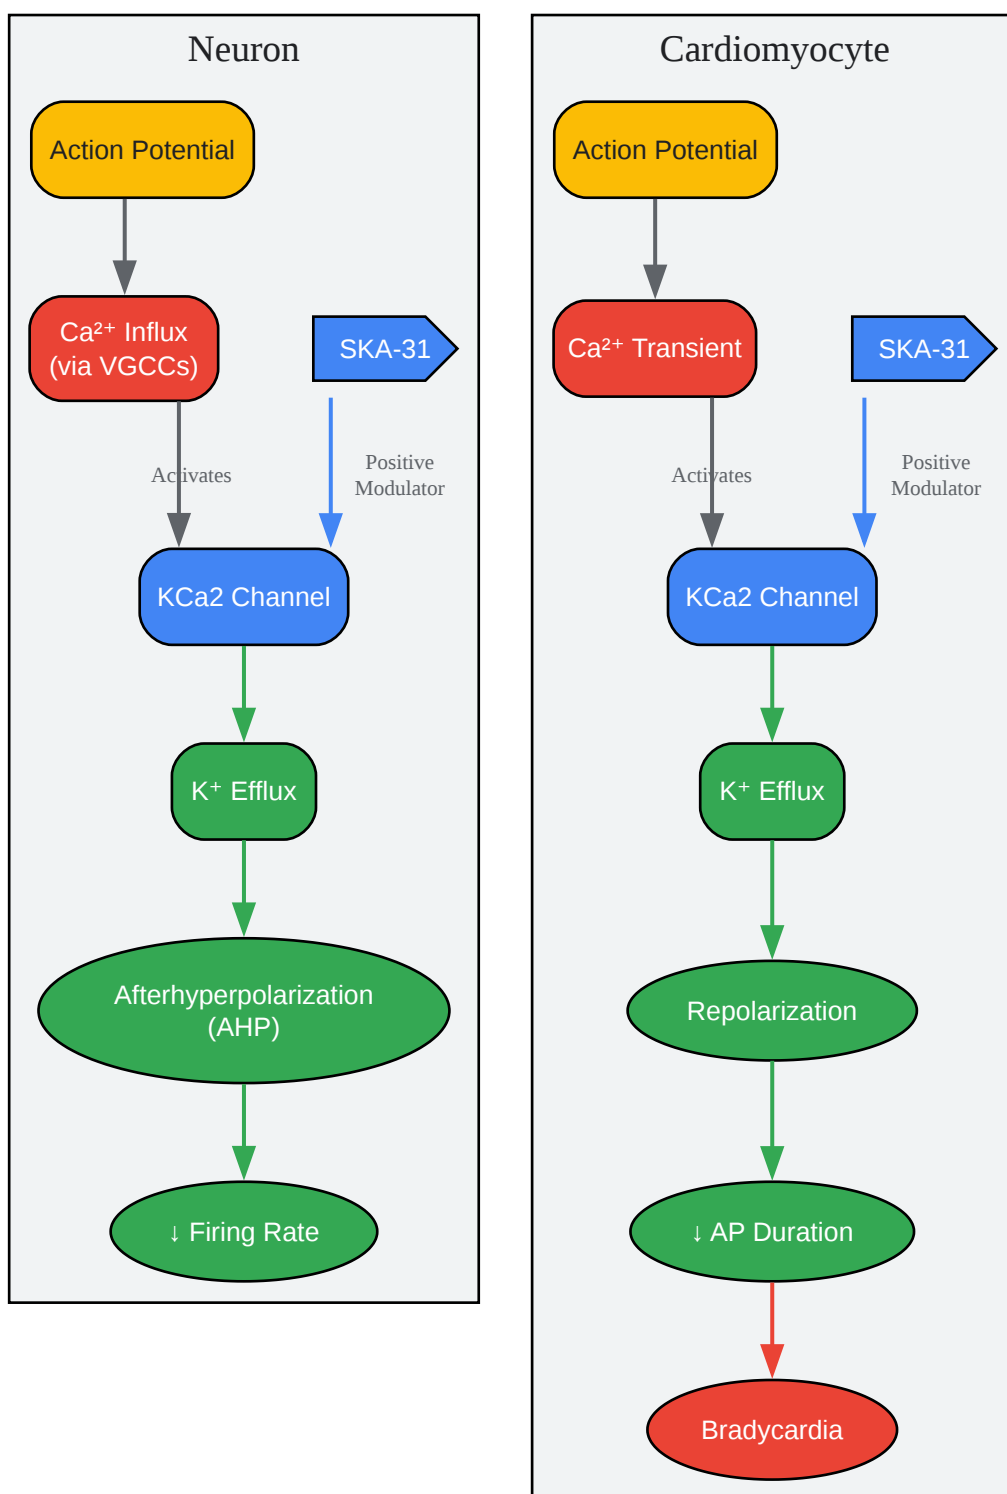 Neuron
Action Potential
Ca²⁺ Influx
(via VGCCs)
SKA-31
Activates
Positive
Modulator
KCa2 Channel
K⁺ Efflux
Afterhyperpolarization
(AHP)
↓ Firing Rate
Cardiomyocyte
Action Potential
Ca²⁺ Transient
SKA-31
Activates
Positive
Modulator
KCa2 Channel
K⁺ Efflux
Repolarization
↓ AP Duration
Bradycardia